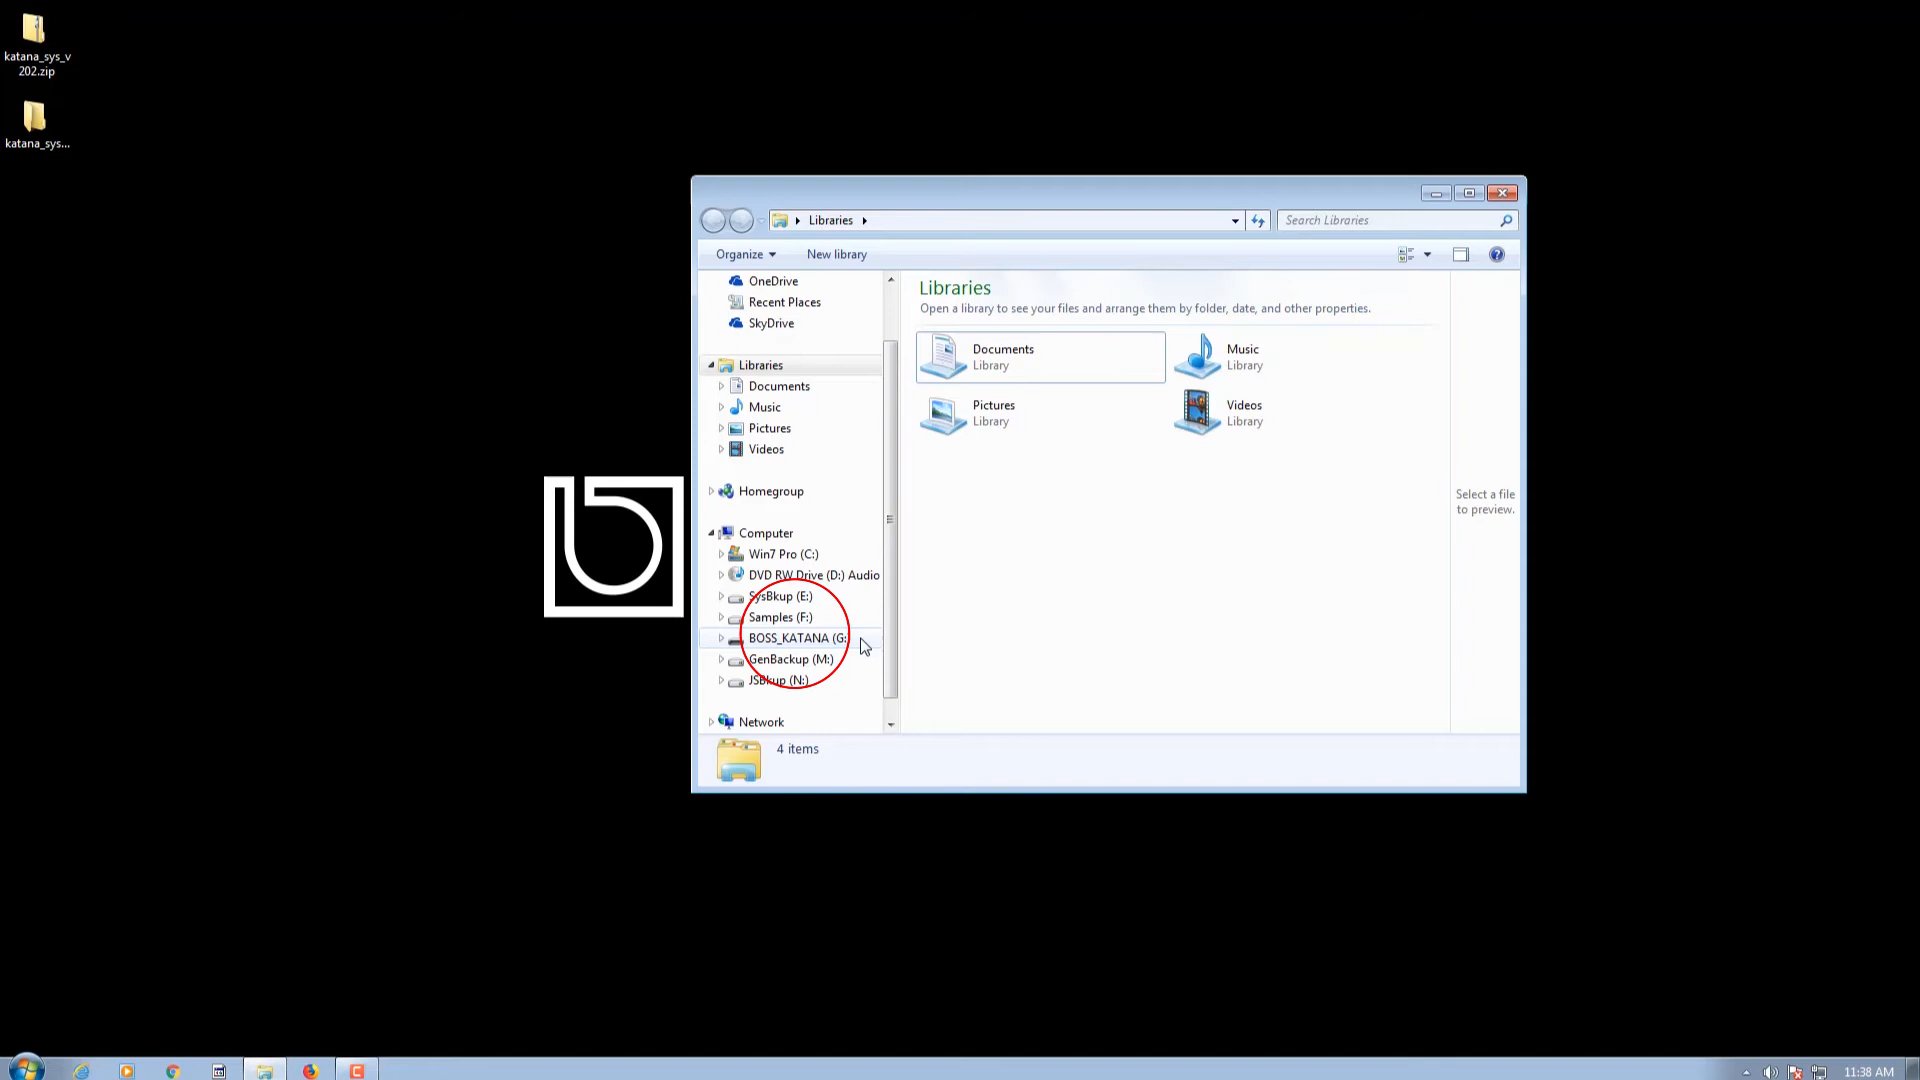 katana_sys_v
202.zip
katana_sys...
Libraries
Search Libraries
Organize
New library
OneDrive
Recent Places
SkyDrive
Libraries
Documents
Music
Pictures
Videos
Homegroup
Computer
Win7 Pro (C:)
DVD RW Drive (D:) Audio
SysBkup (E:)
Samples (F:)
BOSS_KATANA (G:
GenBackup (M:)
JSBkup (N:)
Network
Libraries
Open a library to see your files and arrange them by folder, date, and other properties.
Documents
Library
Music
Library
Pictures
Library
Videos
Library
Select a file
to preview.
4 items
11:38 AM